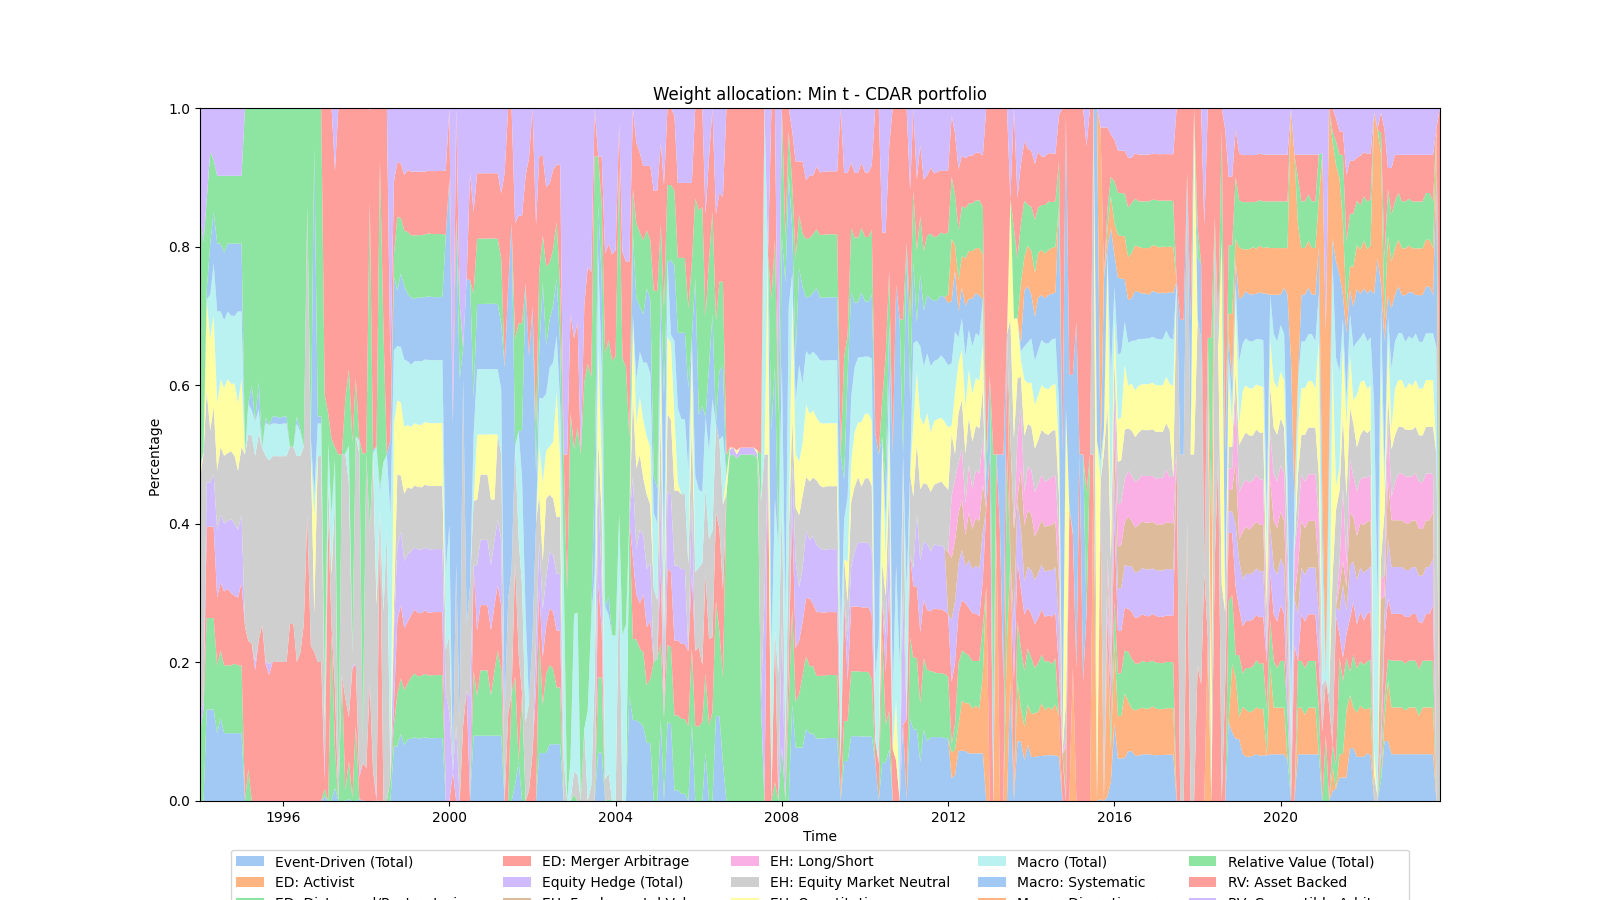 Weight allocation: Min t - CDAR portfolio
1.0
0.8
0.6
0.4
0.2
0.0
Percentage
1996 2000 2004 2008 2012 2016 2020
Time
Event-Driven (Total) ED: Merger Arbitrage EH: Long/Short Macro (Total) Relative Value (Total)
ED: Activist Equity Hedge (Total) EH: Equity Market Neutral Macro: Systematic RV: Asset Backed